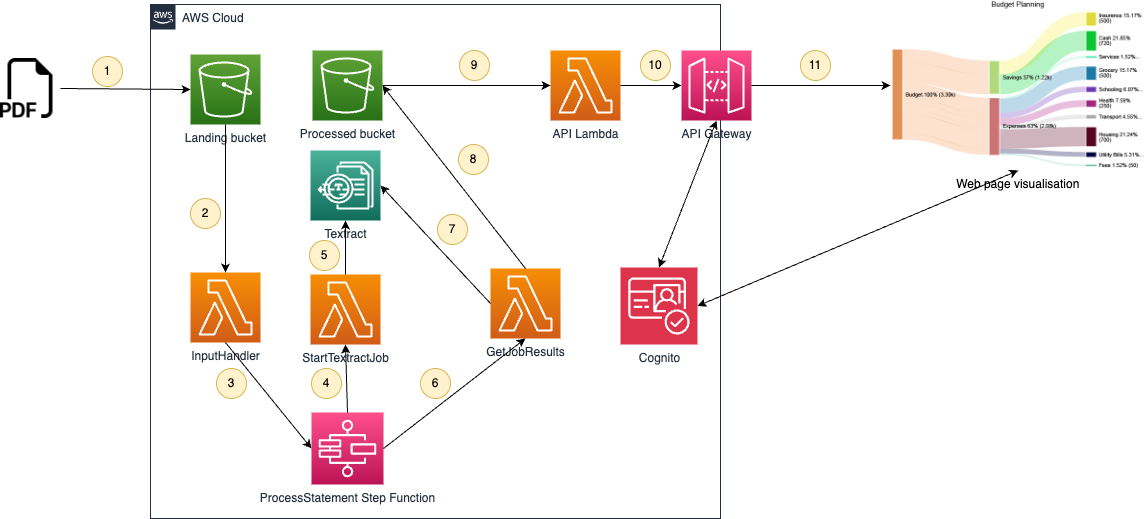 Budget Planning
aws
AWS Cloud
PDF
1
Landing bucket
Processed bucket
9
API Lambda
10
API Gateway
11
Budget 100% (3.30k)
Savings 37% (1.22k)
Expenses 63% (2.08k)
Insurance 15.17%
(500)
Cash 21.85%
(720)
Services 1.52%...
Grocery 15.17%
(500)
Schooling 6.07%...
Health 7.59%
(250)
Transport 4.55%...
Housing 21.24%
(700)
Utility Bills 5.31%...
Fees 1.52% (50)
Web page visualisation
2
Textract
8
7
5
InputHandler
StartTextractJob
GetJobResults
Cognito
3
4
6
ProcessStatement Step Function